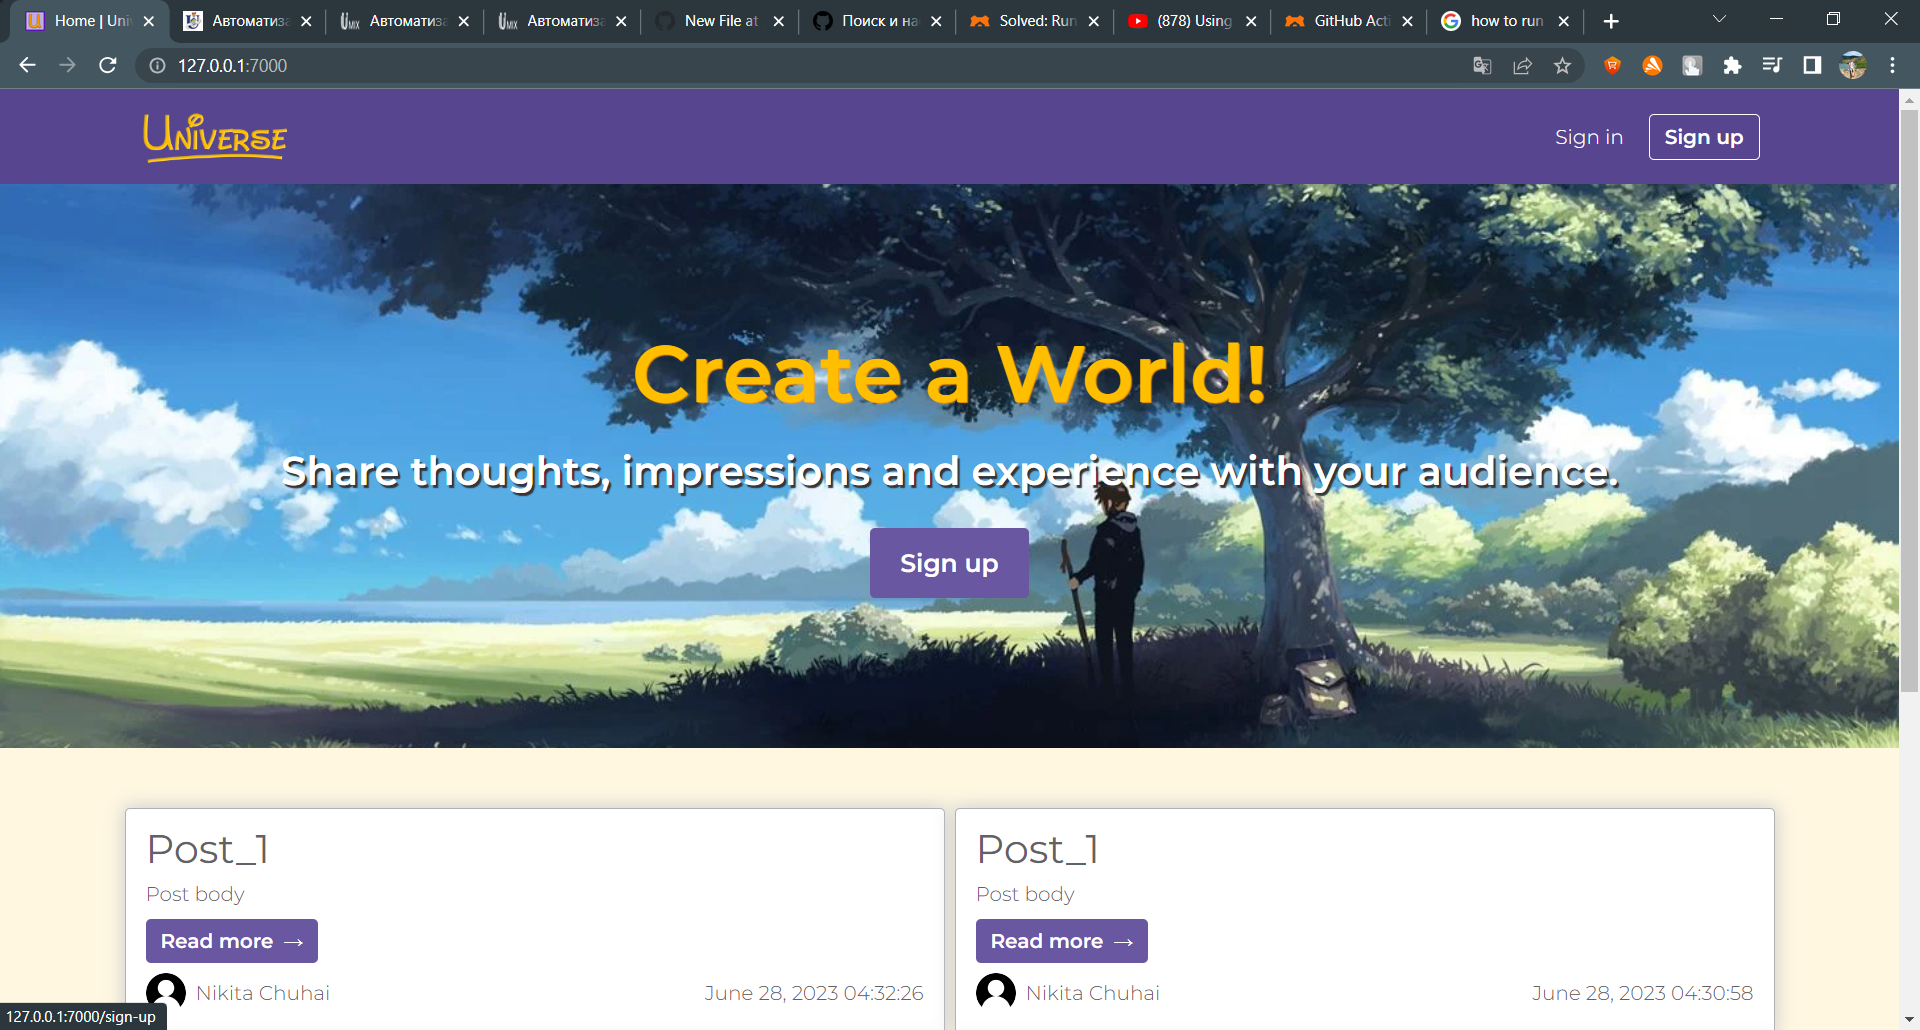 Home | Univ
Автоматиза
Автоматиза
Автоматиза
New File at
Поиск и на
Solved: Run
(878) Using
GitHub Acti
how to run
127.0.0.1:7000
UNIVERSE
Sign in
Sign up
Create a World!
Share thoughts, impressions and experience with your audience.
Sign up
Post_1
Post body
Read more →
Nikita Chuhai
June 28, 2023 04:32:26
Post_1
Post body
Read more →
Nikita Chuhai
June 28, 2023 04:30:58
127.0.0.1:7000/sign-up